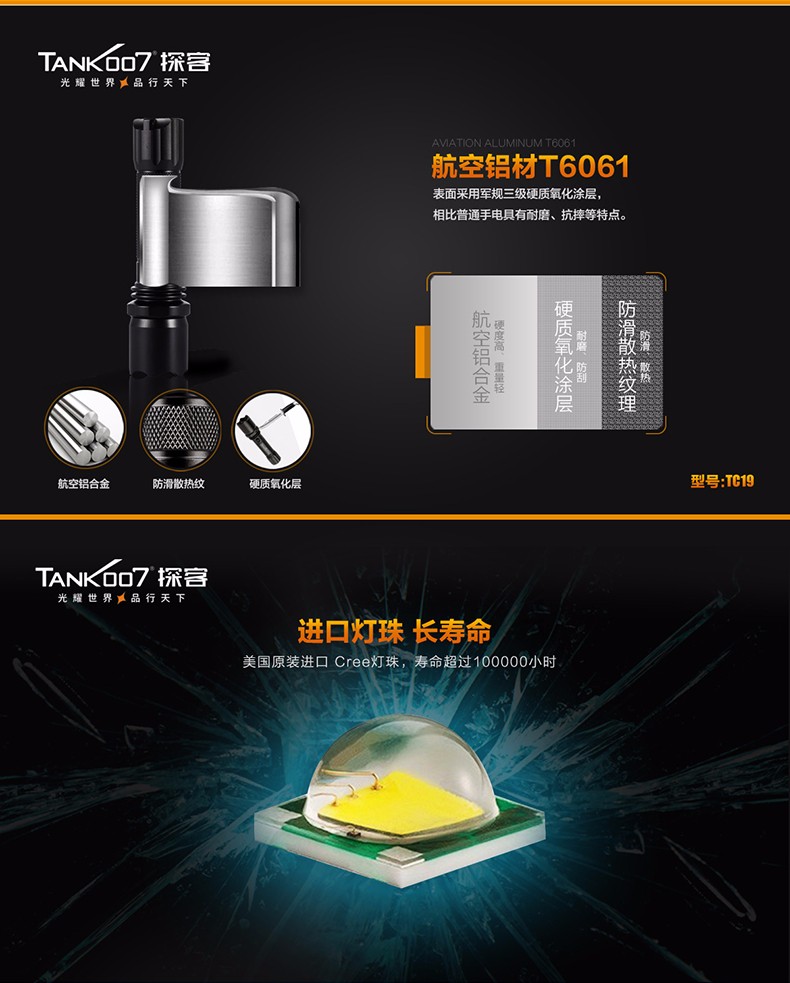 TANK007® 探客
光耀世界 品行天下
AVIATION ALUMINUM T6061
航空铝材T6061
表面采用军规三级硬质氧化涂层，
相比普通手电具有耐磨、抗摔等特点。
航空铝合金
硬度高、重量轻
硬质氧化涂层
耐磨、防刮
防滑散热纹理
防滑、散热
航空铝合金
防滑散热纹
硬质氧化层
型号:TC19
TANK007® 探客
光耀世界 品行天下
进口灯珠 长寿命
美国原装进口 Cree灯珠，寿命超过100000小时